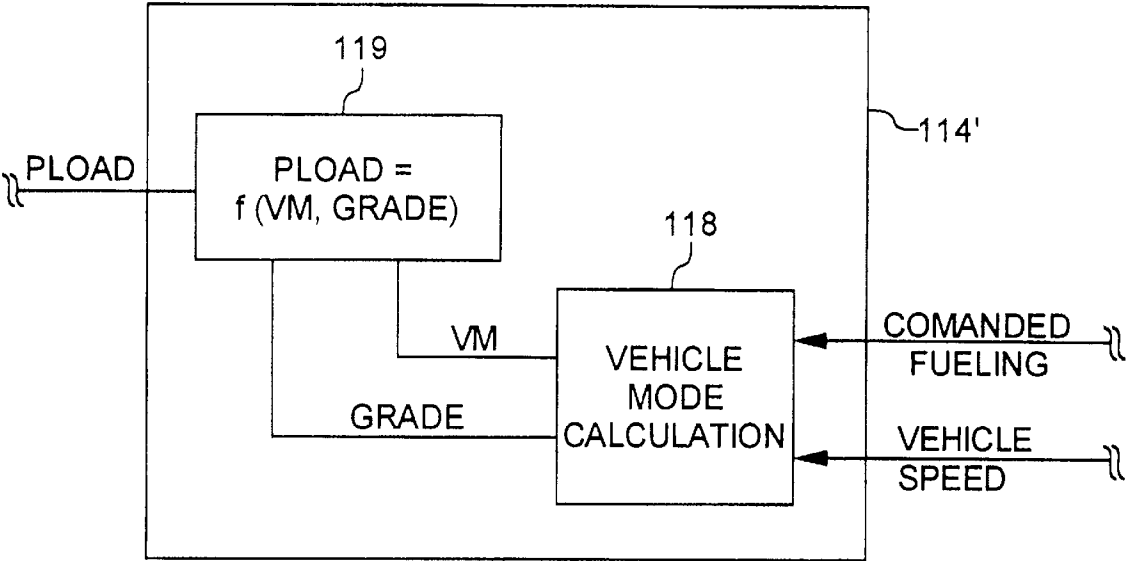 119
114'
PLOAD
PLOAD =
f (VM, GRADE)
118
VM
GRADE
VEHICLE
MODE
CALCULATION
COMANDED
FUELING
VEHICLE
SPEED